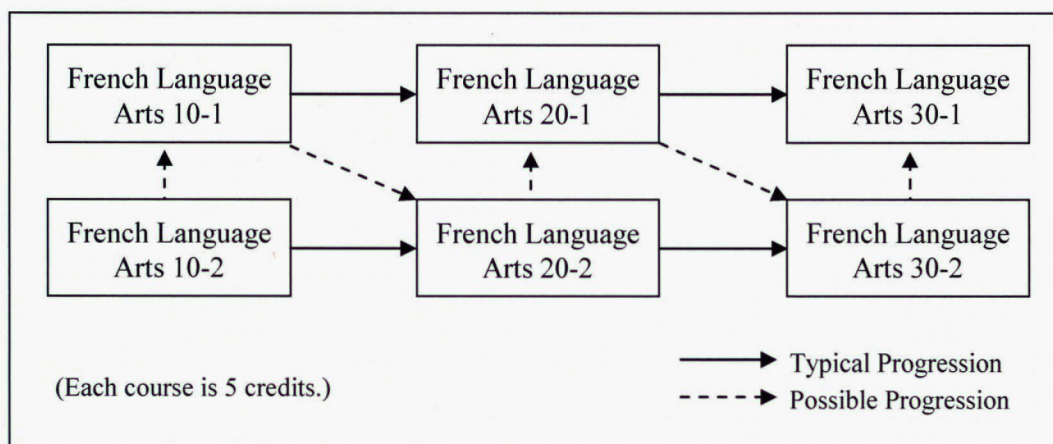 French Language
Arts 10-1
French Language
Arts 20-1
French Language
Arts 30-1
French Language
Arts 10-2
French Language
Arts 20-2
French Language
Arts 30-2
(Each course is 5 credits.)
Typical Progression
Possible Progression